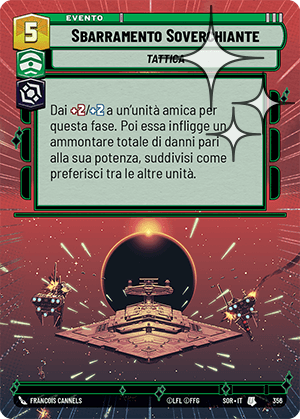 EVENTO
5
SBARRAMENTO SOVERCHIANTE
TATTICA
Dai +2/+2 a un'unità amica per
questa fase. Poi essa infligge un
ammontare totale di danni pari
alla sua potenza, suddivisi come
preferisci tra le altre unità.
FRANCOIS CANNELS
©LFL ©FFG
SOR•IT
356